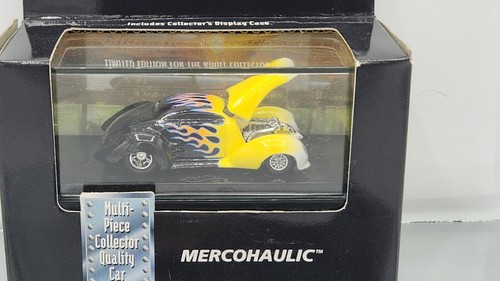 Includes Collector's Display Case
LIMITED EDITION FOR THE ADULT COLLECTOR
Multi-
Piece
Collector
Quality
Car
MERCOHAULIC™